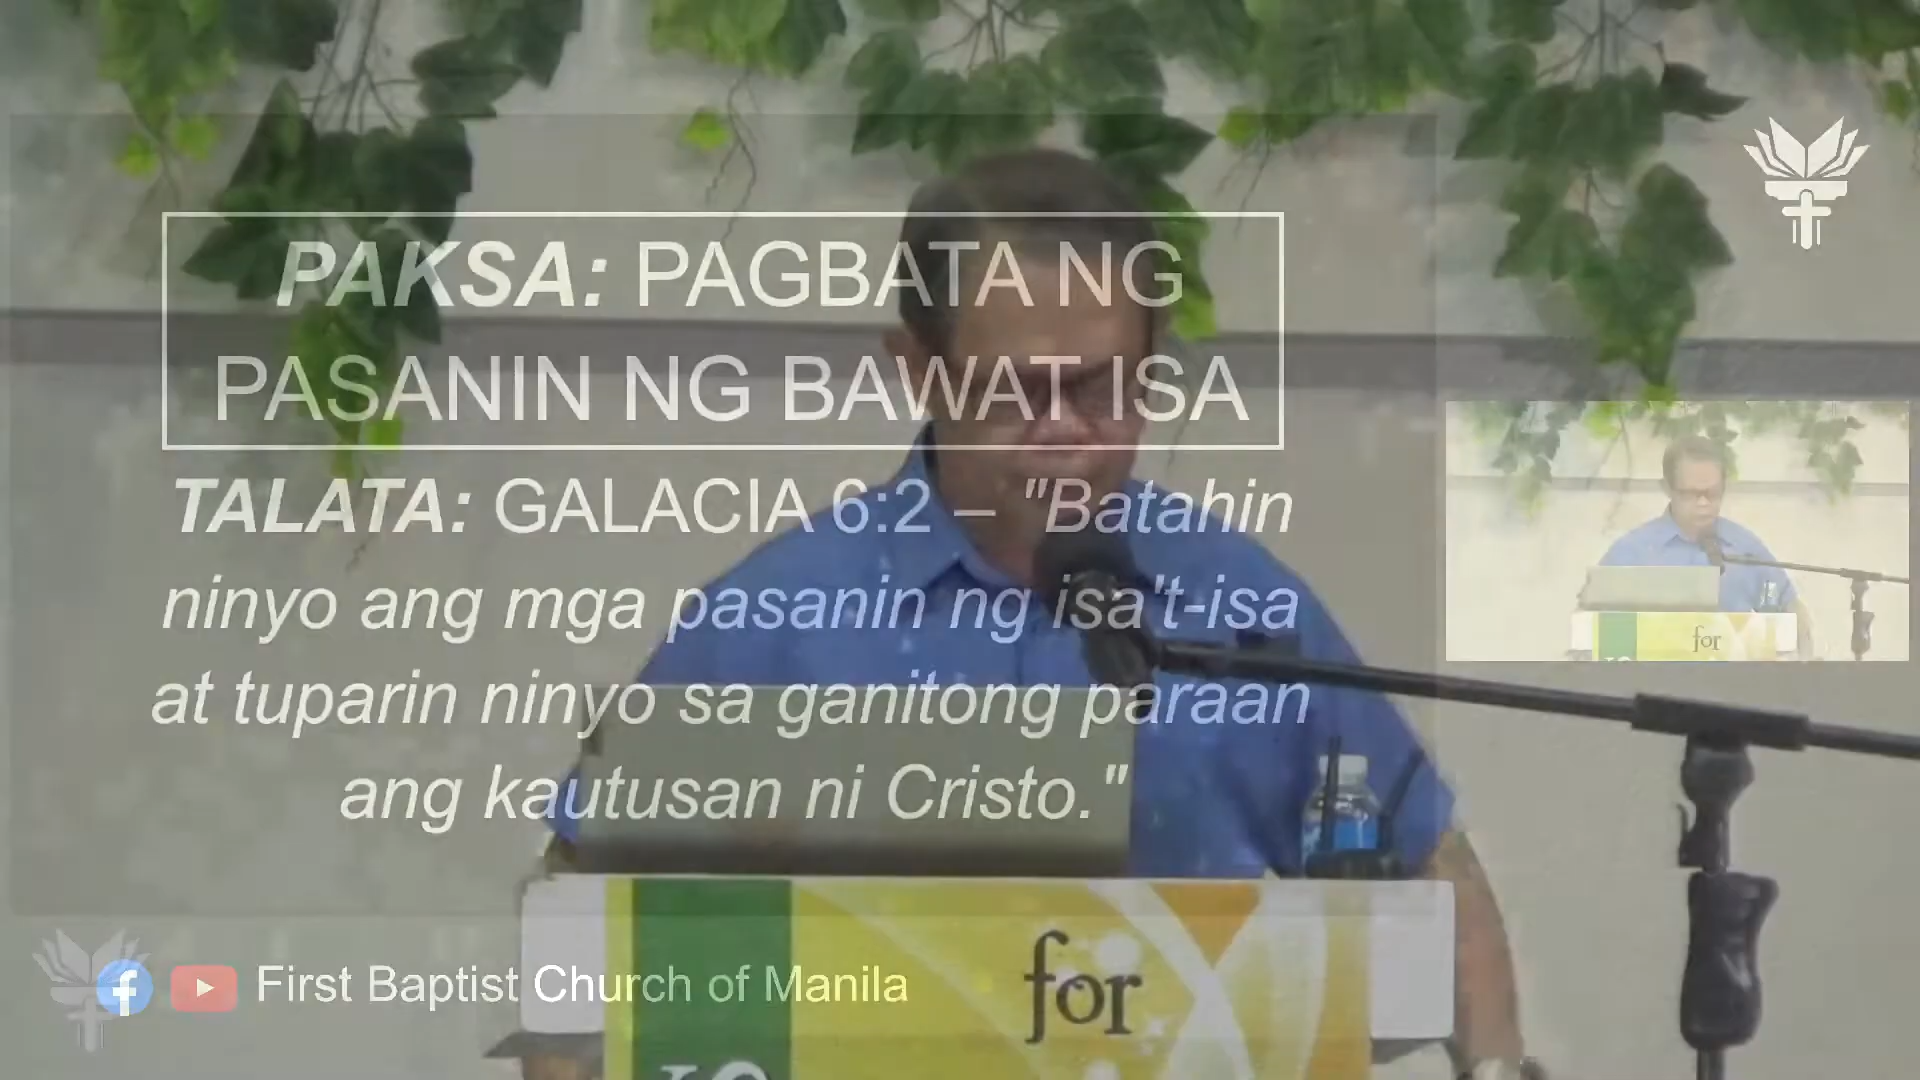 PAKSA: PAGBATA NG
PASANIN NG BAWAT ISA
TALATA: GALACIA 6:2 – "Batahin
ninyo ang mga pasanin ng isa't-isa
at tuparin ninyo sa ganitong paraan
ang kautusan ni Cristo."
for
First Baptist Church of Manila
for